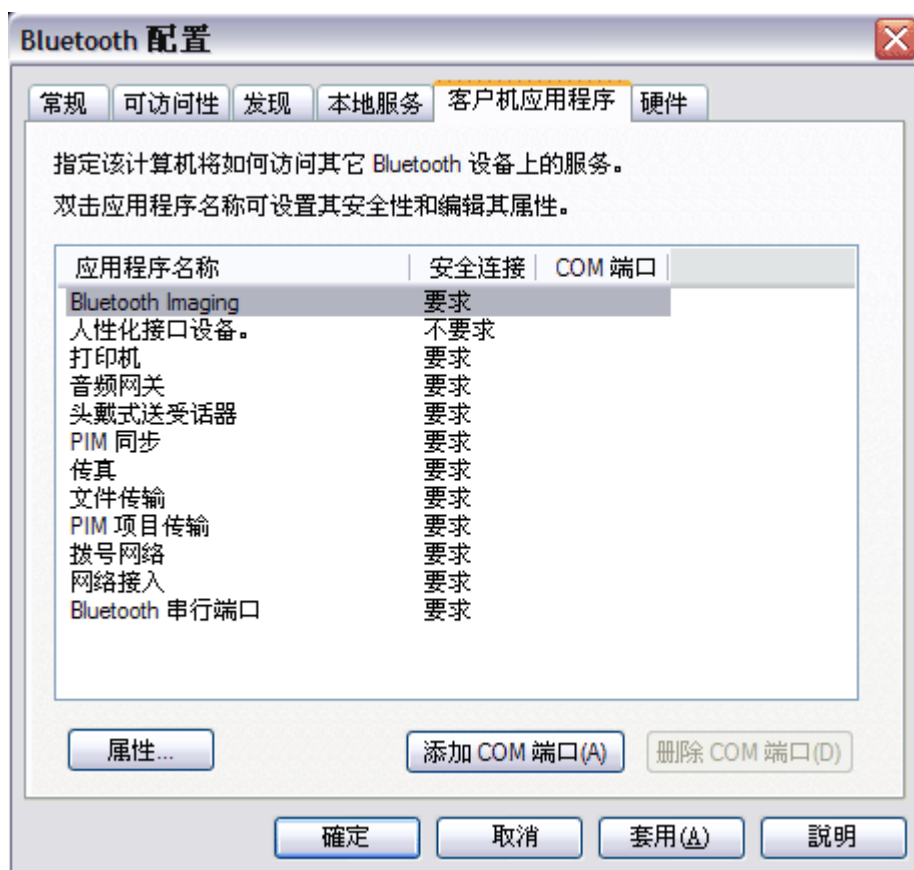 Bluetooth 配置
常规 可访问性 发现 本地服务 客户机应用程序 硬件
指定该计算机将如何访问其它 Bluetooth 设备上的服务。
双击应用程序名称可设置其安全性和编辑其属性。
应用程序名称 安全连接 COM 端口
Bluetooth Imaging 要求
人性化接口设备。 不要求
打印机 要求
音频网关 要求
头戴式送受话器 要求
PIM 同步 要求
传真 要求
文件传输 要求
PIM 项目传输 要求
拨号网络 要求
网络接入 要求
Bluetooth 串行端口 要求
属性... 添加 COM 端口(A) 删除 COM 端口(D)
確定 取消 套用(A) 說明